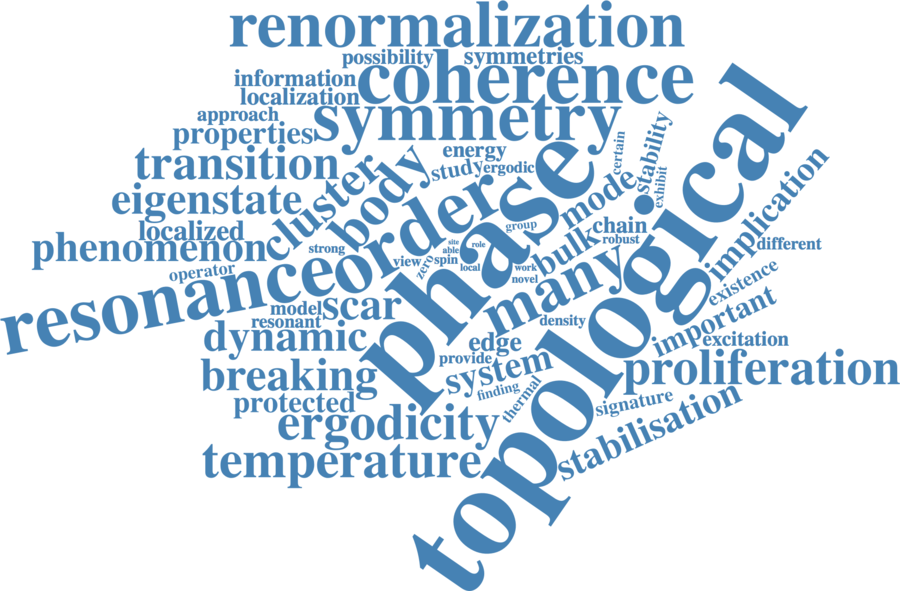 renormalization
possibility
symmetries
coherence
information
localization
approach
symmetry
properties
transition
energy
study
ergodic
certain
stability
exhibit
eigenstate
cluster
body
order
phase
mode
topological
implication
localized
phenomenon
strong
operator
view
zero
site
able
role
spin
local
group
work
novel
bulk
chain
robust
different
resonance
many
existence
model
scar
resonant
density
important
dynamic
edge
excitation
provide
system
finding
thermal
proliferation
breaking
protected
signature
stabilisation
ergodicity
temperature